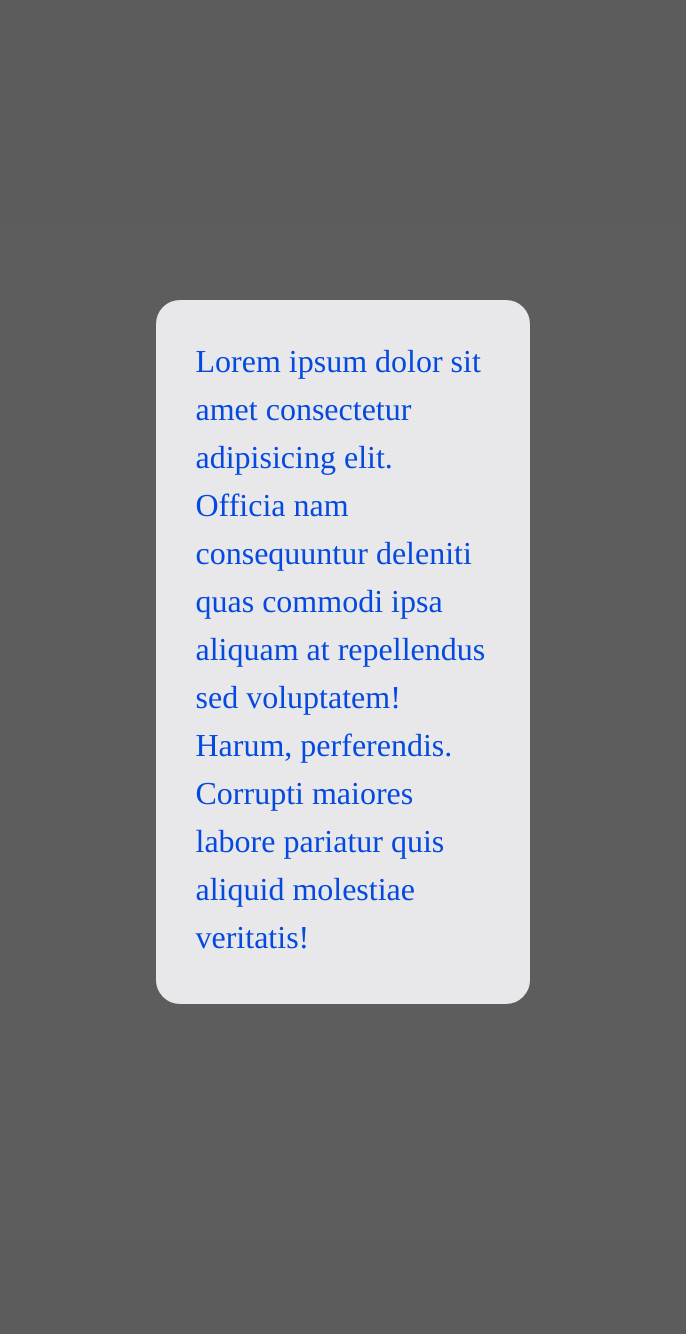 Lorem ipsum dolor sit
amet consectetur
adipisicing elit.
Officia nam
consequuntur deleniti
quas commodi ipsa
aliquam at repellendus
sed voluptatem!
Harum, perferendis.
Corrupti maiores
labore pariatur quis
aliquid molestiae
veritatis!